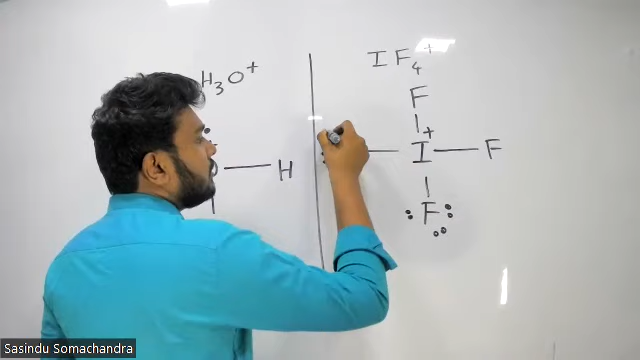 H3O+
IF4+
F
+
I F
H
F
Sasindu Somachandra